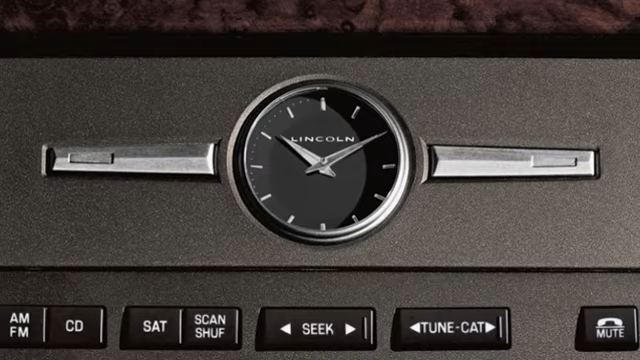 LINCOLN
AM
FM
CD
SAT
SCAN
SHUF
SEEK
TUNE-CAT
MUTE